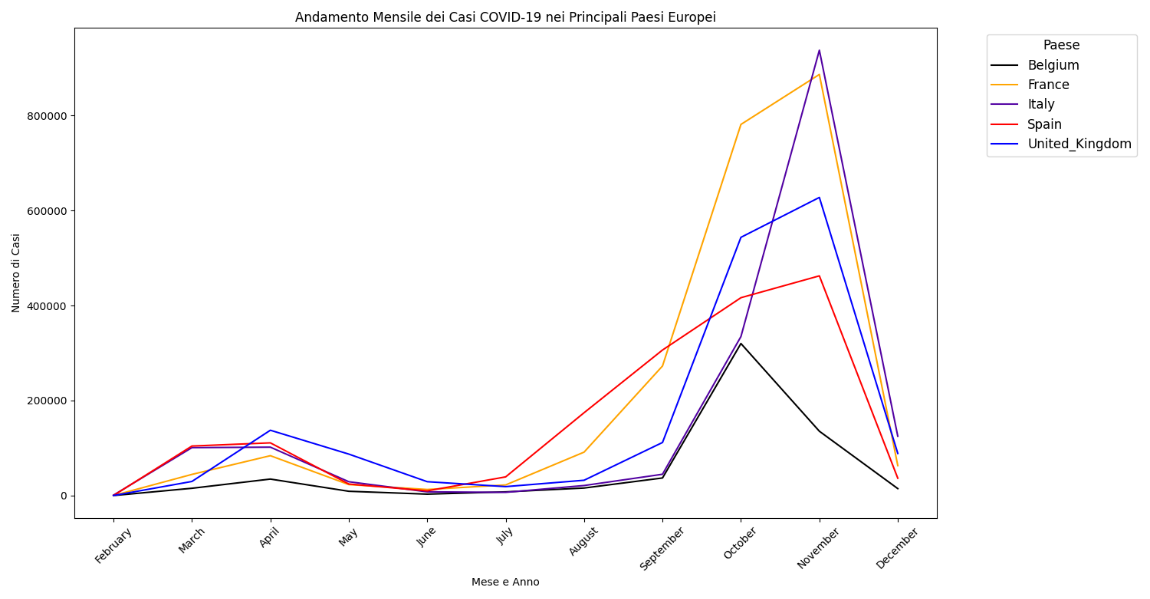 Andamento Mensile dei Casi COVID-19 nei Principali Paesi Europei
Paese
Belgium
France
Italy
Spain
United_Kingdom
Numero di Casi
800000
600000
400000
200000
0
February
March
April
May
June
July
August
September
October
November
December
Mese e Anno